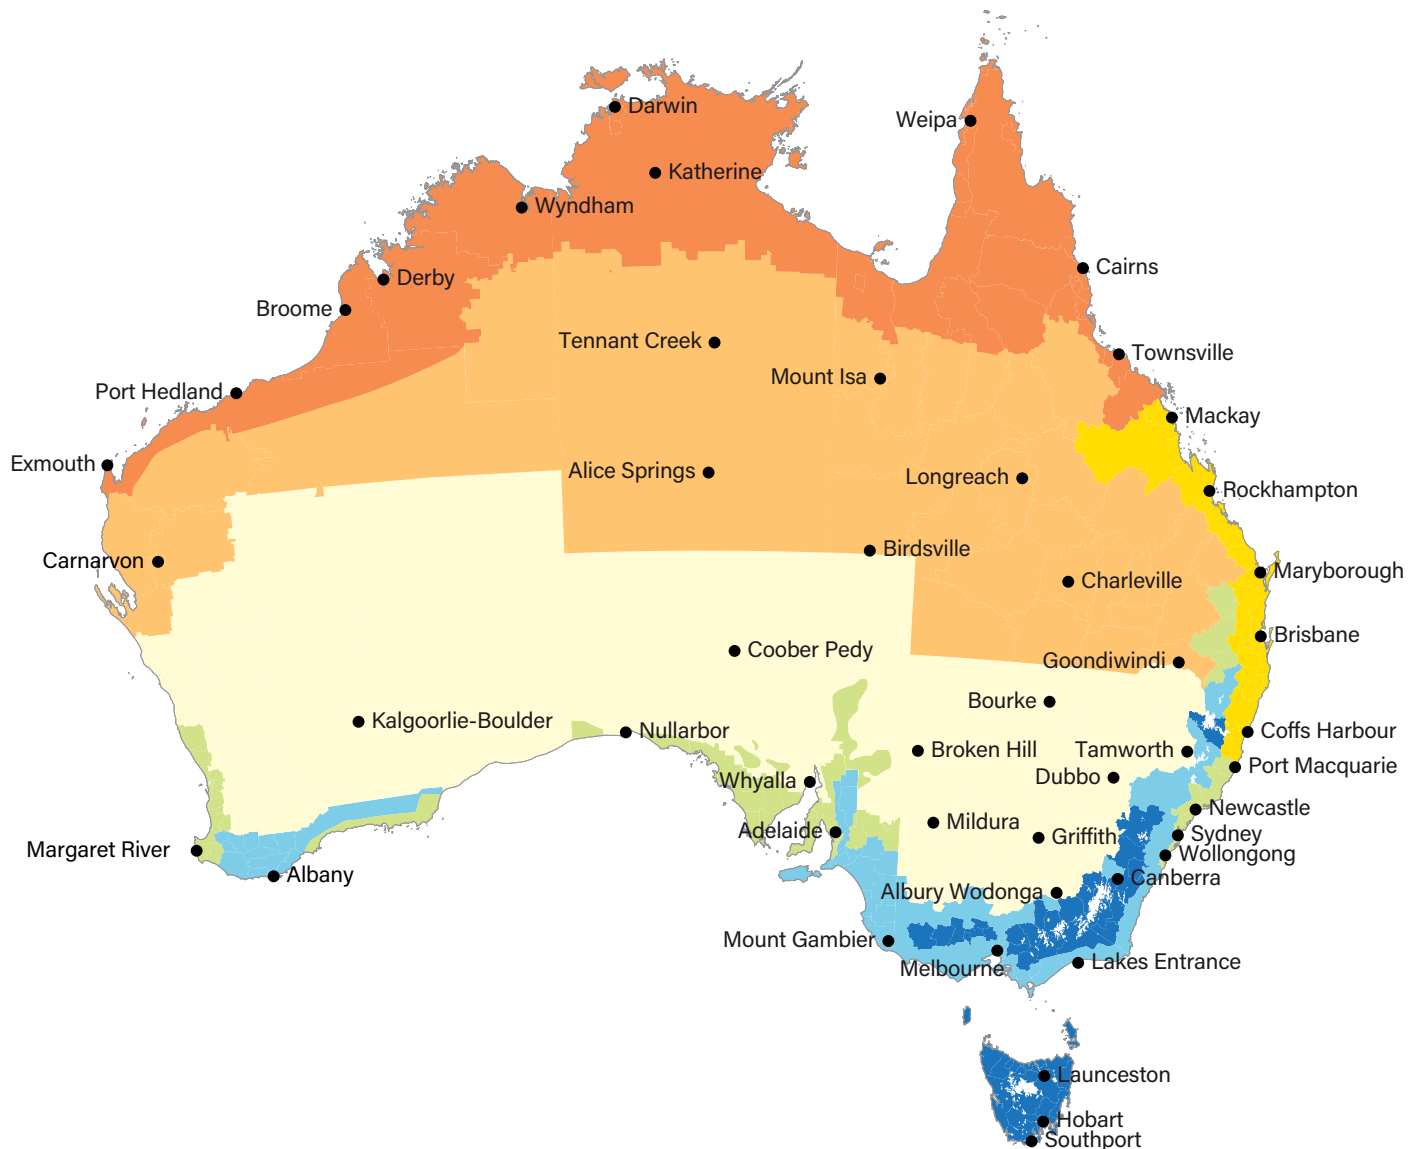 Darwin
Weipa
Katherine
Wyndham
Cairns
Derby
Broome
Tennant Creek
Townsville
Mount Isa
Port Hedland
Mackay
Exmouth
Alice Springs
Longreach
Rockhampton
Birdsville
Carnarvon
Maryborough
Charleville
Brisbane
Coober Pedy
Goondiwindi
Bourke
Kalgoorlie-Boulder
Nullarbor
Coffs Harbour
Broken Hill
Tamworth
Port Macquarie
Dubbo
Whyalla
Newcastle
Mildura
Adelaide
Griffith
Sydney
Margaret River
Wollongong
Albany
Canberra
Albury Wodonga
Mount Gambier
Melbourne
Lakes Entrance
Launceston
Hobart
Southport